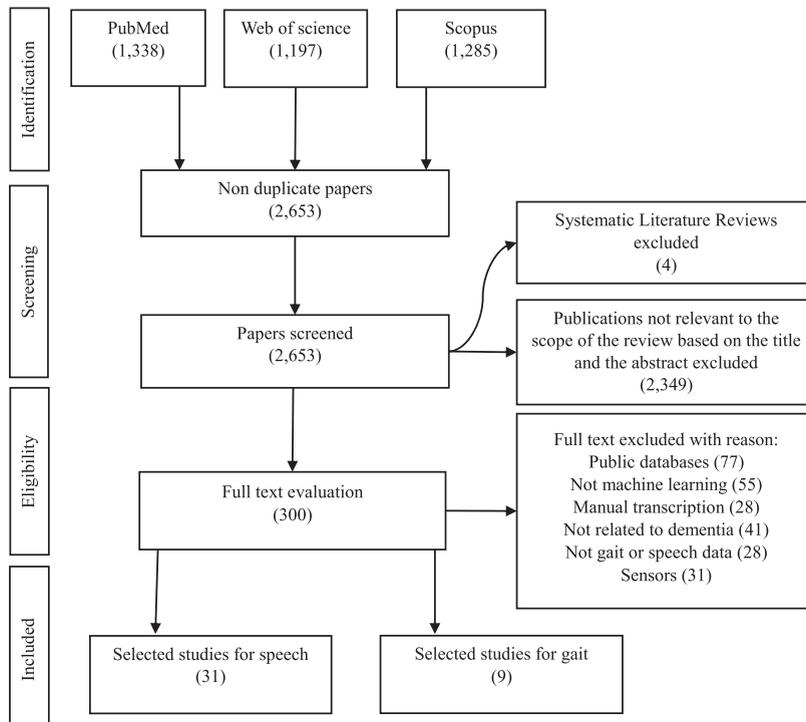 Identification
PubMed
(1,338)
Web of science
(1,197)
Scopus
(1,285)
Non duplicate papers
(2,653)
Screening
Systematic Literature Reviews
excluded
(4)
Papers screened
(2,653)
Publications not relevant to the
scope of the review based on the title
and the abstract excluded
(2,349)
Eligibility
Full text evaluation
(300)
Full text excluded with reason:
Public databases (77)
Not machine learning (55)
Manual transcription (28)
Not related to dementia (41)
Not gait or speech data (28)
Sensors (31)
Included
Selected studies for speech
(31)
Selected studies for gait
(9)